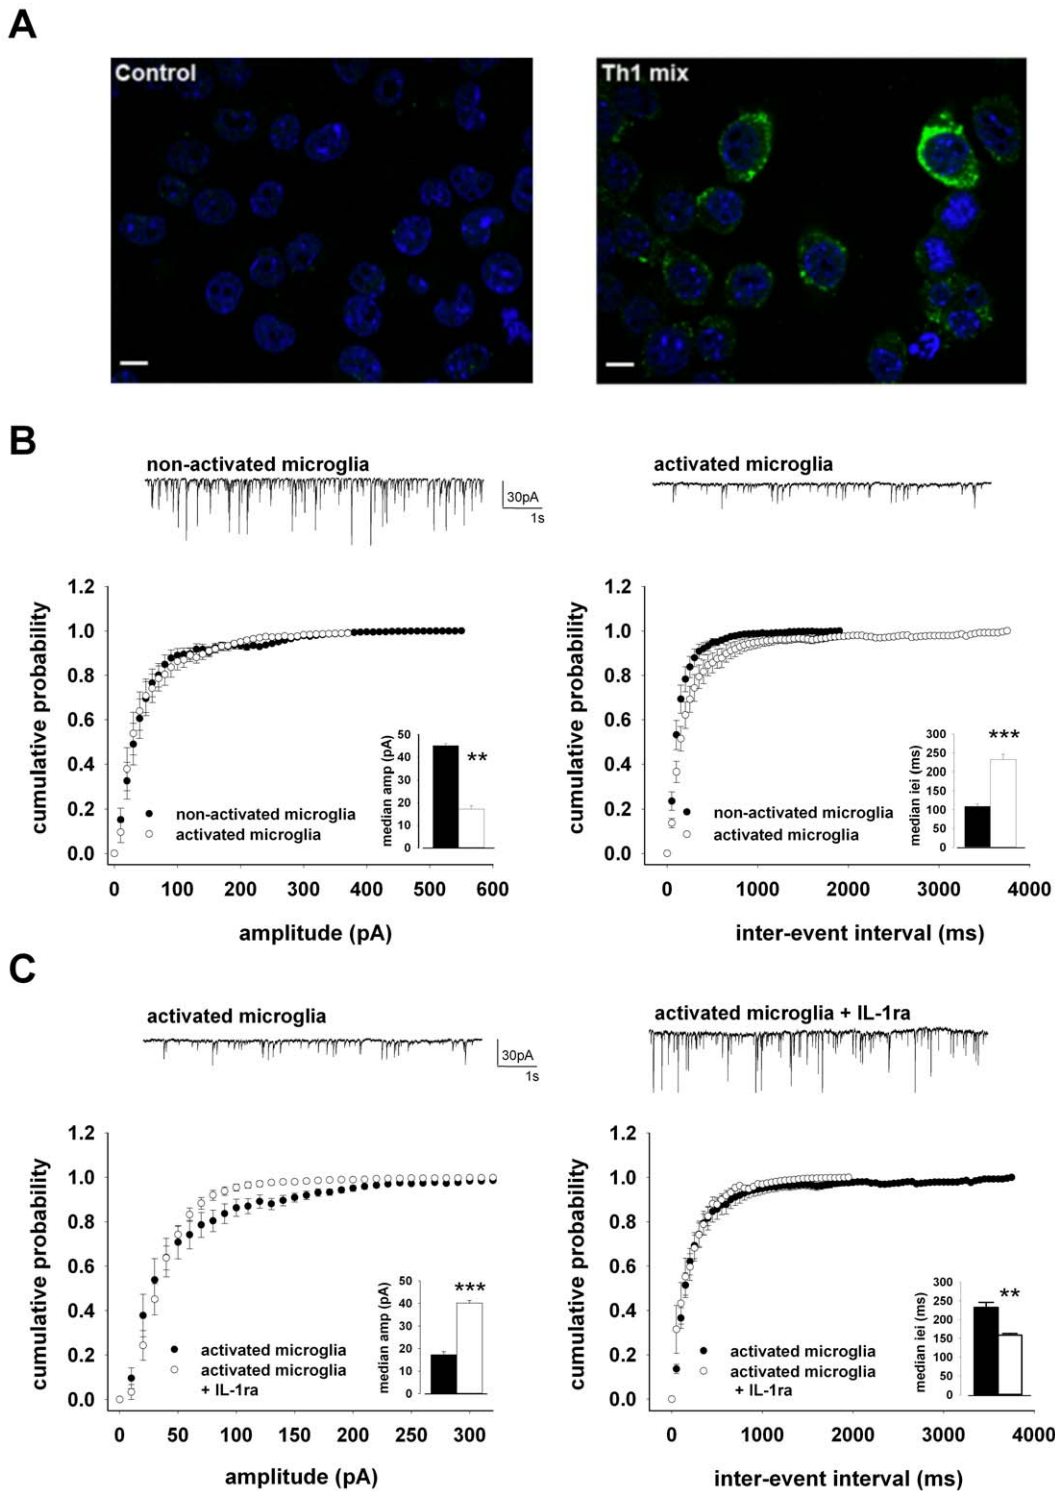 A
Control
Th1 mix
B
non-activated microglia
30pA
1s
activated microglia
cumulative probability
1.2
1.0
0.8
0.6
0.4
0.2
0.0
non-activated microglia
activated microglia
median amp (pA)
50
40
30
20
10
0
**
0 100 200 300 400 500 600
amplitude (pA)
cumulative probability
1.2
1.0
0.8
0.6
0.4
0.2
0.0
non-activated microglia
activated microglia
median iei (ms)
300
250
200
150
100
50
0
***
0 1000 2000 3000 4000
inter-event interval (ms)
C
activated microglia
30pA
1s
activated microglia + IL-1ra
cumulative probability
1.2
1.0
0.8
0.6
0.4
0.2
0.0
activated microglia
activated microglia
+ IL-1ra
median amp (pA)
50
40
30
20
10
0
***
0 50 100 150 200 250 300
amplitude (pA)
cumulative probability
1.2
1.0
0.8
0.6
0.4
0.2
0.0
activated microglia
activated microglia
+ IL-1ra
median iei (ms)
300
250
200
150
100
50
0
**
0 1000 2000 3000 4000
inter-event interval (ms)